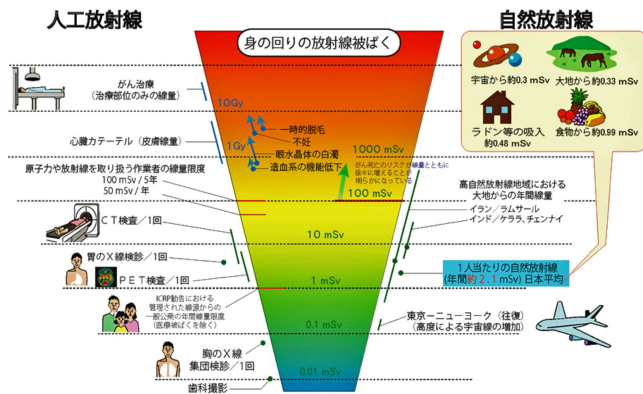 人工放射線
身の回りの放射線被ばく
自然放射線
宇宙から約0.3 mSv
大地から約0.33 mSv
ラドン等の吸入
約0.48 mSv
食物から約0.99 mSv
がん治療
(治療部位のみの線量)
10Gy
心臓カテーテル(皮膚線量)
1Gy
一時的脱毛
不妊
眼水晶体の白濁
造血系の機能低下
1000 mSv
がん死亡のリスクが線量とともに
徐々に増えることが
明らかになっている
原子力や放射線を取り扱う作業者の線量限度
100 mSv / 5年
50 mSv / 年
100 mSv
高自然放射線地域における
大地からの年間線量
イラン/ラムサール
インド/ケララ、チェンナイ
CT検査/1回
10 mSv
胃のX線検診/1回
PET検査/1回
1人当たりの自然放射線
(年間約2.1mSv)日本平均
1 mSv
ICRP勧告における
管理された線源からの
一般公衆の年間線量限度
(医療被ばくを除く)
東京ーニューヨーク(往復)
(高度による宇宙線の増加)
0.1 mSv
胸のX線
集団検診/1回
0.01 mSv
歯科撮影